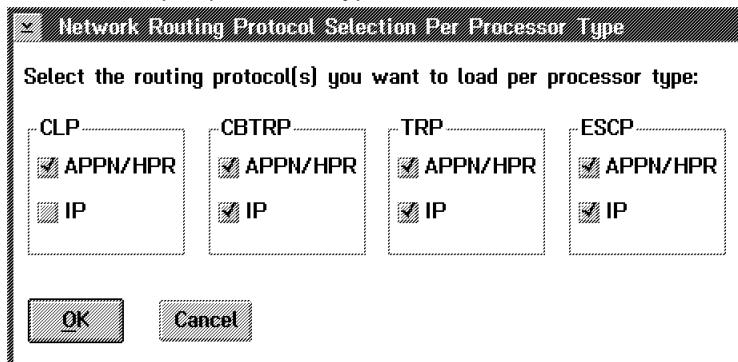 Network Routing Protocol Selection Per Processor Type
Select the routing protocol(s) you want to load per processor type:
CLP CBTRP TRP ESCP
APPN/HPR APPN/HPR APPN/HPR APPN/HPR
IP IP IP IP
OK Cancel